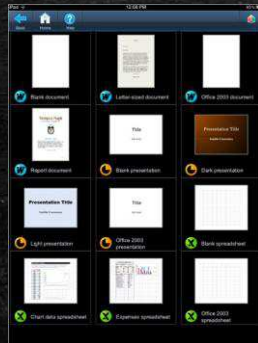 iPad
12:08 PM
Back
Home
Help
Blank document
Letter-sized document
Office 2003 document
Report document
Title
Blank presentation
Presentation Title
Dark presentation
Presentation Title
Light presentation
Title
Office 2003
presentation
Blank spreadsheet
Chart data spreadsheet
Expenses spreadsheet
Office 2003
spreadsheet